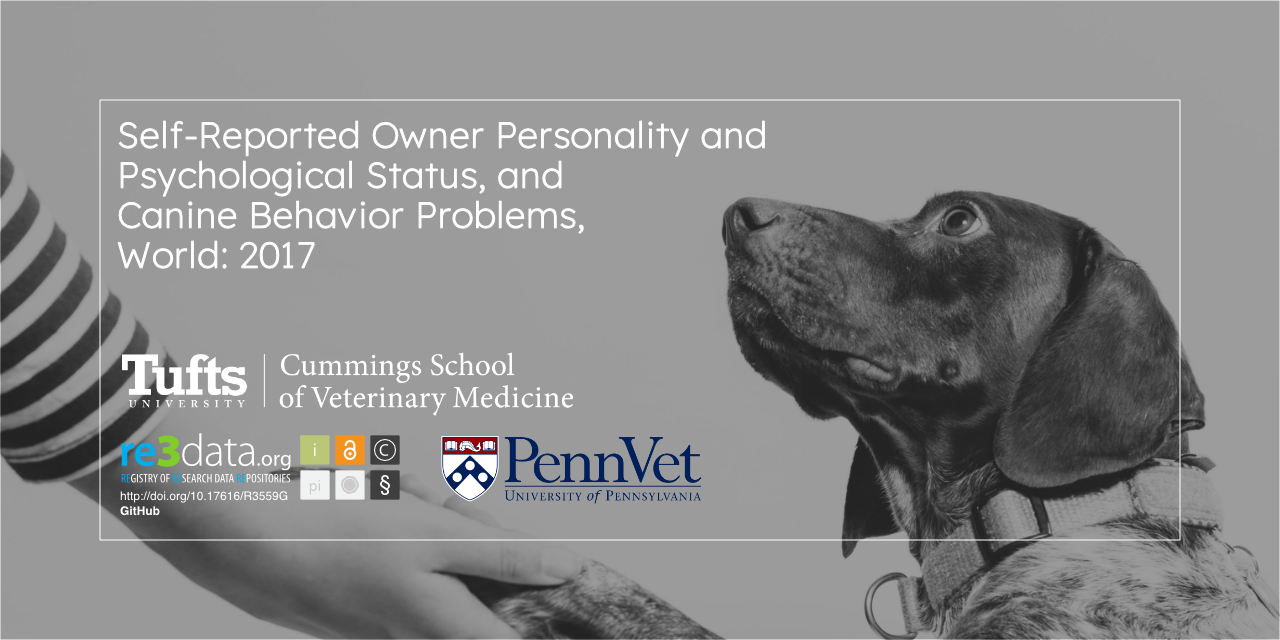 Self-Reported Owner Personality and
Psychological Status, and
Canine Behavior Problems,
World: 2017
Tufts
UNIVERSITY
Cummings School
of Veterinary Medicine
re3data.org
REGISTRY OF RESEARCH DATA REPOSITORIES
http://doi.org/10.17616/R3559G
GitHub
i
©
pi
§
PennVet
UNIVERSITY of PENNSYLVANIA